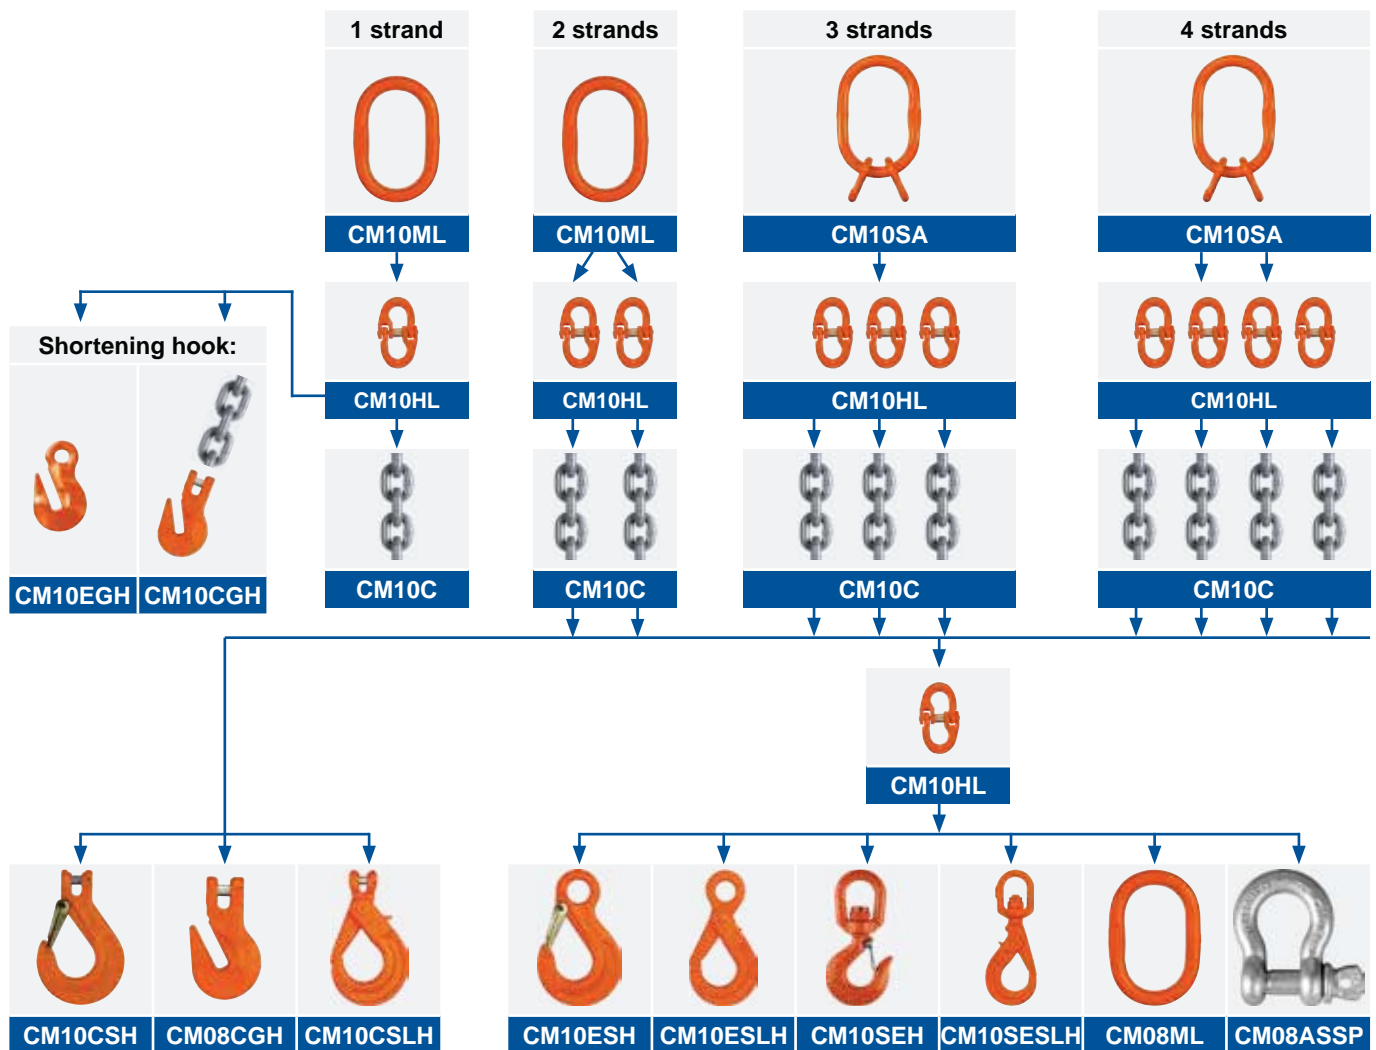 1 strand
2 strands
3 strands
4 strands
CM10ML
CM10ML
CM10SA
CM10SA
Shortening hook:
CM10HL
CM10HL
CM10HL
CM10HL
CM10EGH
CM10CGH
CM10C
CM10C
CM10C
CM10C
CM10HL
CM10CSH
CM08CGH
CM10CSLH
CM10ESH
CM10ESLH
CM10SEH
CM10SESLH
CM08ML
CM08ASSP